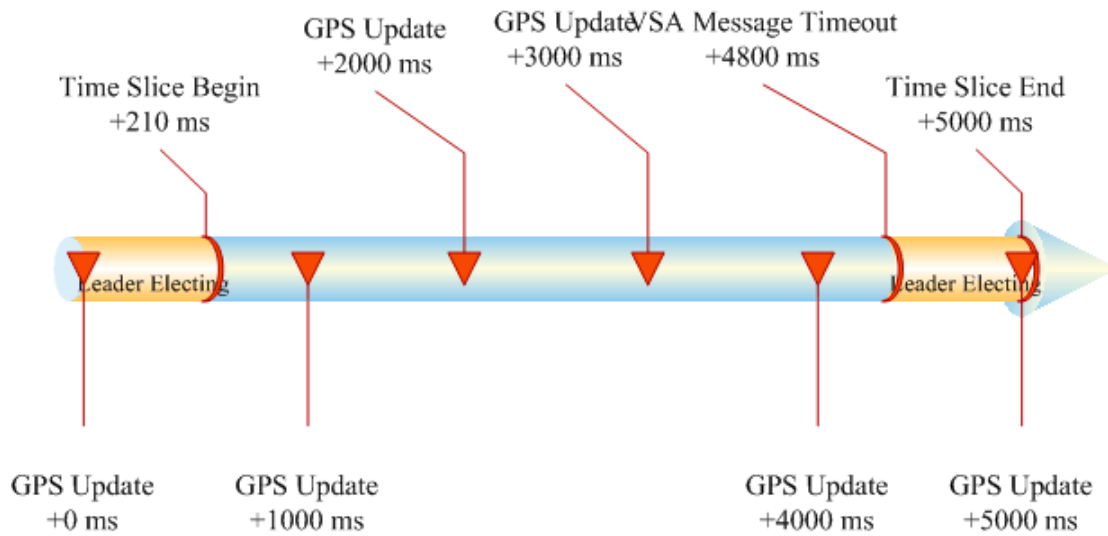 GPS Update
+2000 ms
GPS Update
+3000 ms
VSA Message Timeout
+4800 ms
Time Slice Begin
+210 ms
Time Slice End
+5000 ms
Leader Electing
Leader Electing
GPS Update
+0 ms
GPS Update
+1000 ms
GPS Update
+4000 ms
GPS Update
+5000 ms